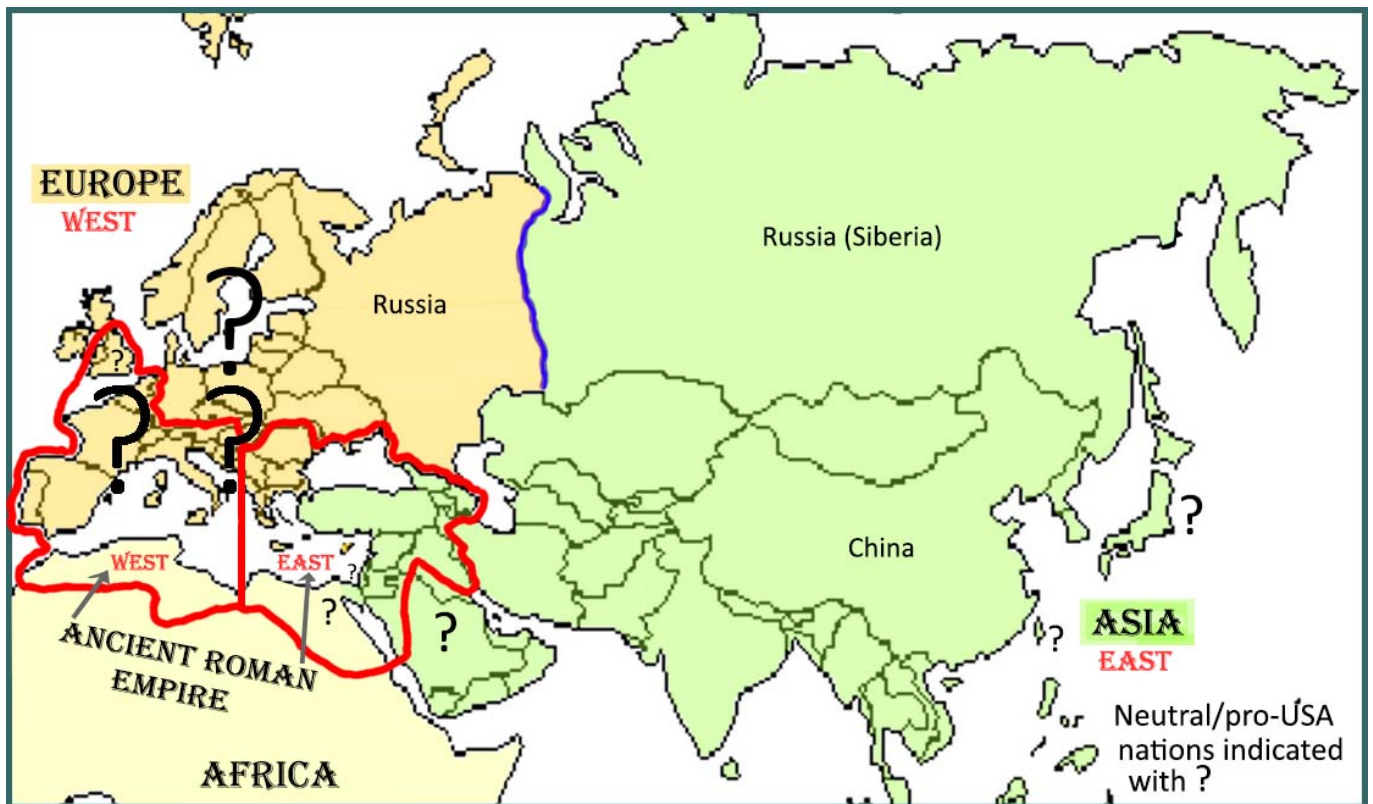 EUROPE
WEST
Russia
Russia (Siberia)
?
?
?
?
China
?
WEST
EAST
?
?
?
?
ANCIENT ROMAN
EMPIRE
ASIA
EAST
AFRICA
Neutral/pro-USA
nations indicated
with ?